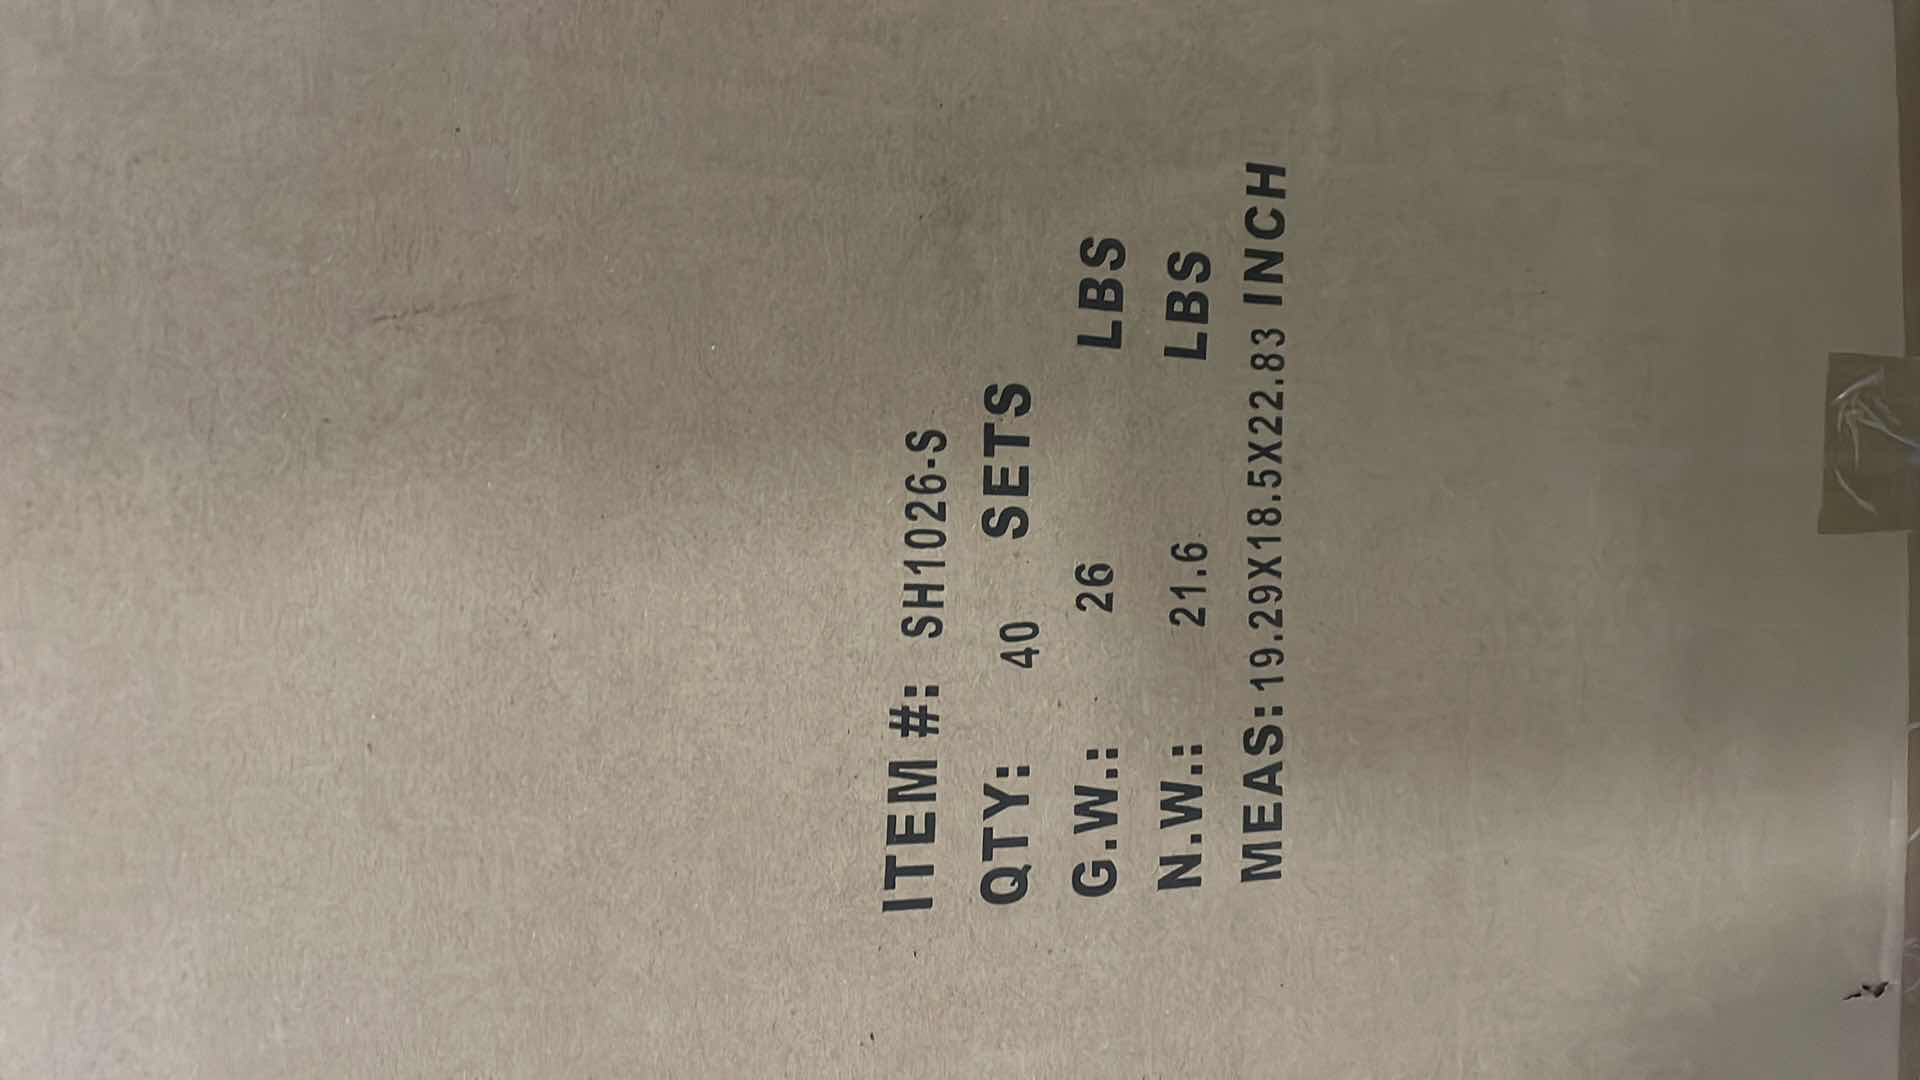 ITEM #: SH1026-S
QTY: 40 SETS
G.W.: 26 LBS
N.W.: 21.6 LBS
MEAS: 19.29X18.5X22.83 INCH